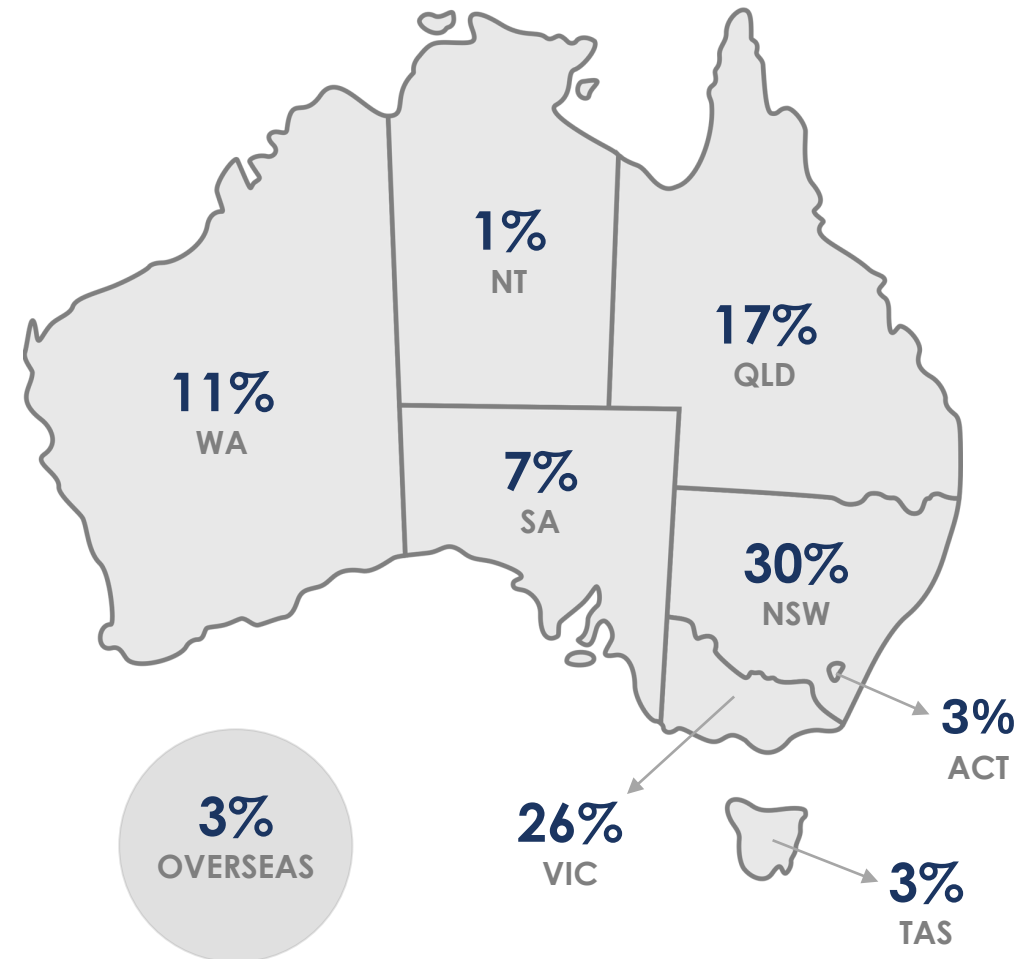 1%
NT
17%
QLD
11%
WA
7%
SA
30%
NSW
3%
ACT
3%
OVERSEAS
26%
VIC
3%
TAS